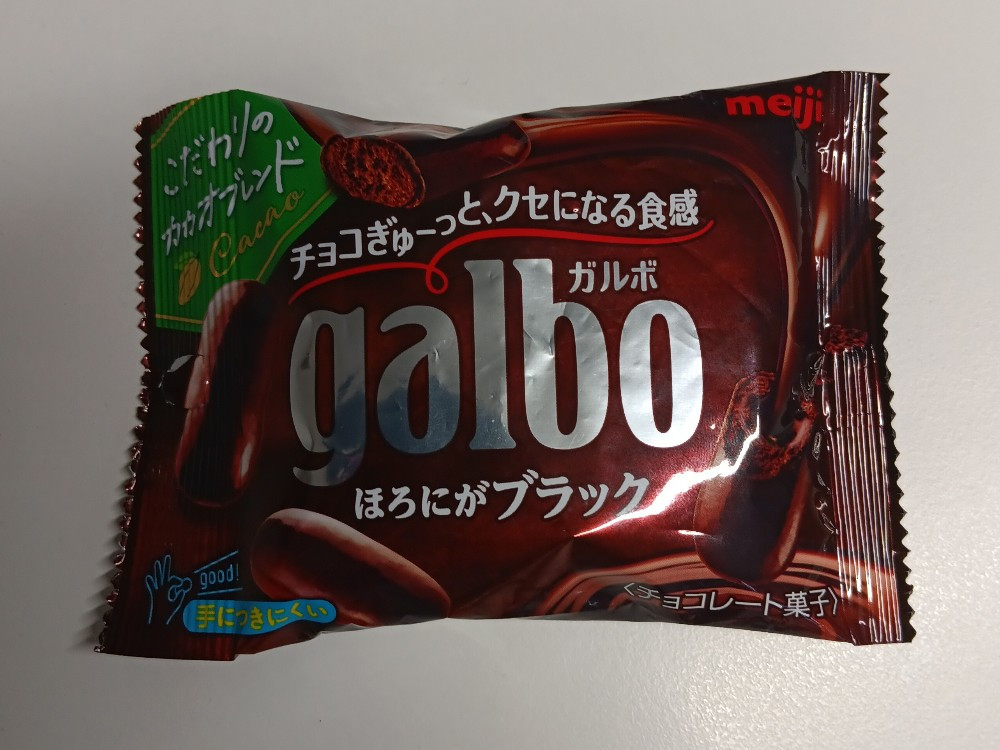 meiji
こだわりの
カカオブレンド
Cacao
チョコぎゅーっと、クセになる食感
ガルボ
galbo
ほろにがブラック
good!
手につきにくい
〈チョコレート菓子〉